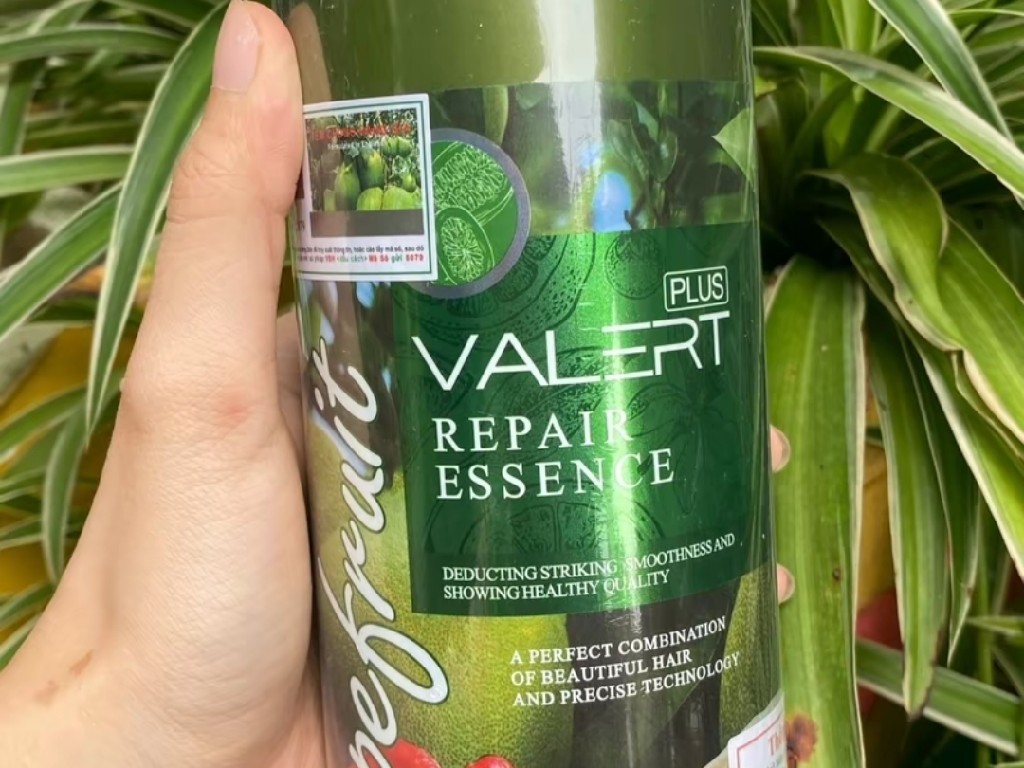 PLUS
VALERT
REPAIR
ESSENCE
DEDUCTING STRIKING SMOOTHNESS AND
SHOWING HEALTHY QUALITY
A PERFECT COMBINATION
OF BEAUTIFUL HAIR
AND PRECISE TECHNOLOGY
pefruit